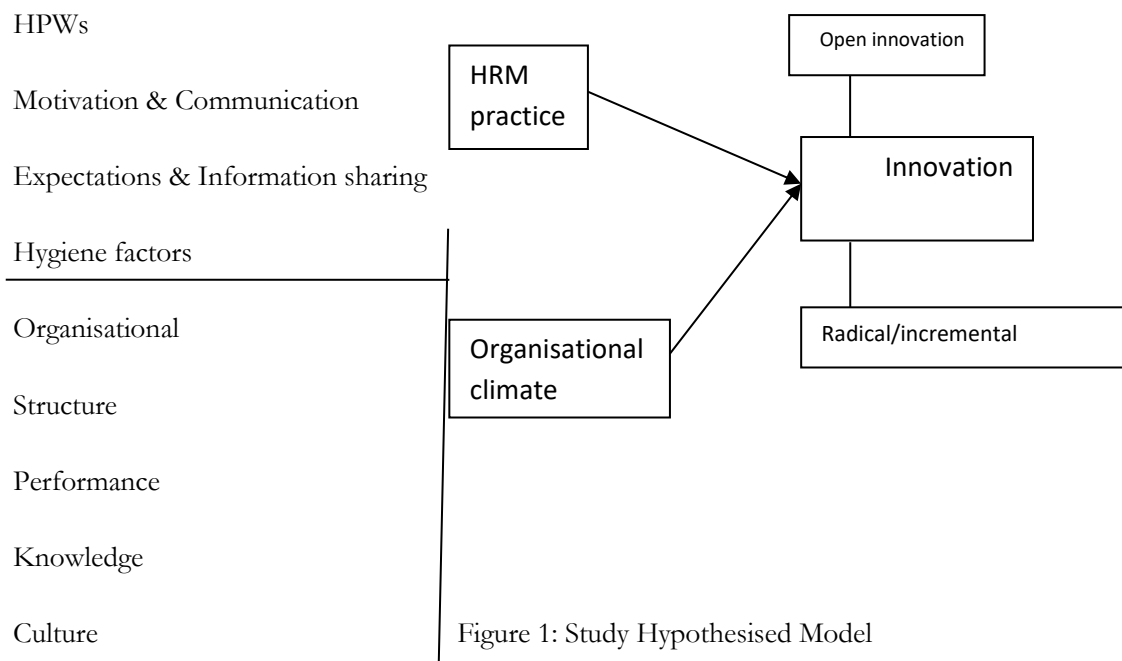 HPWs
Motivation & Communication
Expectations & Information sharing
Hygiene factors
Organisational
Structure
Performance
Knowledge
Culture
HRM
practice
Organisational
climate
Open innovation
Innovation
Radical/incremental
Figure 1: Study Hypothesised Model